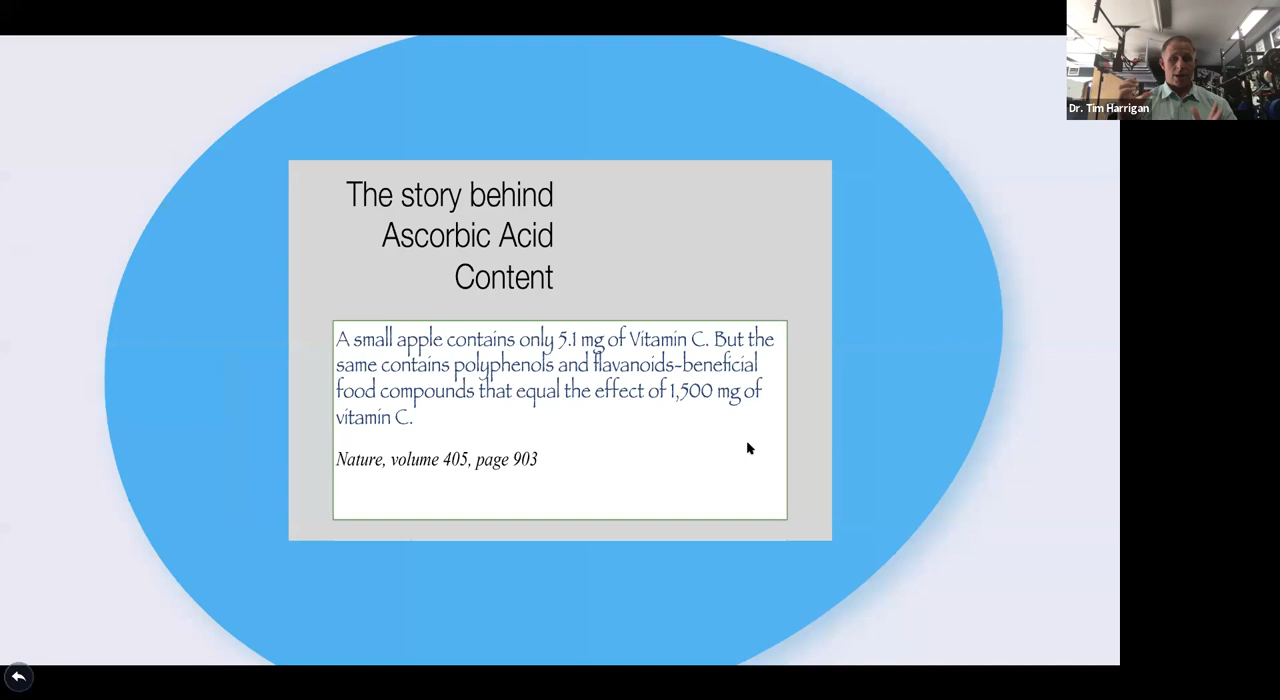 Dr. Tim Harrigan
The story behind
Ascorbic Acid
Content
A small apple contains only 5.1 mg of Vitamin C. But the
same contains polyphenols and flavanoids-beneficial
food compounds that equal the effect of 1,500 mg of
vitamin C.
Nature, volume 405, page 903